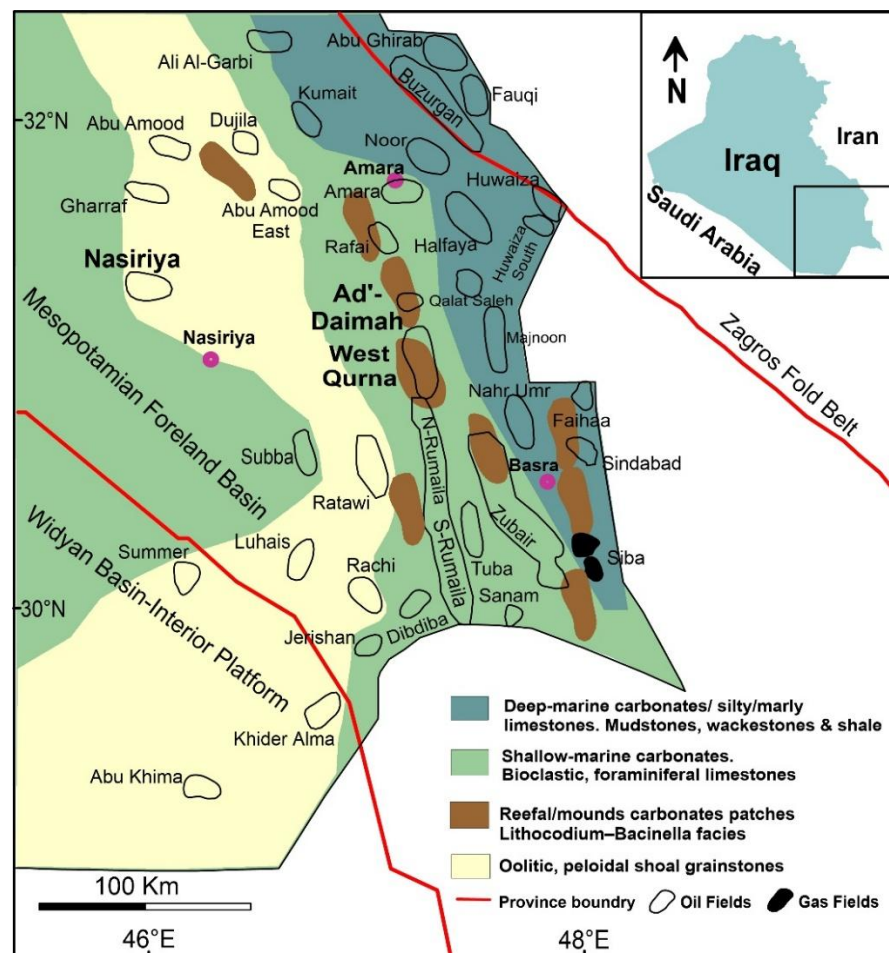 Ali Al-Garbi
Abu Ghirab
Buzurgan
Fauqi
Kumait
32°N
Abu Amood
Dujila
Noor
Amara
Amara
Huwaiza
Gharraf
Abu Amood
East
Rafai
Halfaya
Huwaiza
South
Nasiriya
Ad'-
Daimah
Qalat Saleh
West
Qurna
Majnoon
Nasiriya
Mesopotamian Foreland Basin
Nahr Umr
Faihaa
Subba
N-Rumaila
Basra
Sindabad
Ratawi
Zubair
Widyan Basin-Interior Platform
Summer
Luhais
S-Rumaila
Siba
Rachi
Tuba
Sanam
30°N
Jerishan
Dibdiba
Khider Alma
Abu Khima
Zagros Fold Belt
N
Iraq
Iran
Saudi Arabia
Deep-marine carbonates/ silty/marly
limestones. Mudstones, wackestones & shale
Shallow-marine carbonates.
Bioclastic, foraminiferal limestones
Reefal/mounds carbonates patches
Lithocodium–Bacinella facies
Oolitic, peloidal shoal grainstones
Province boundry
Oil Fields
Gas Fields
100 Km
46°E
48°E